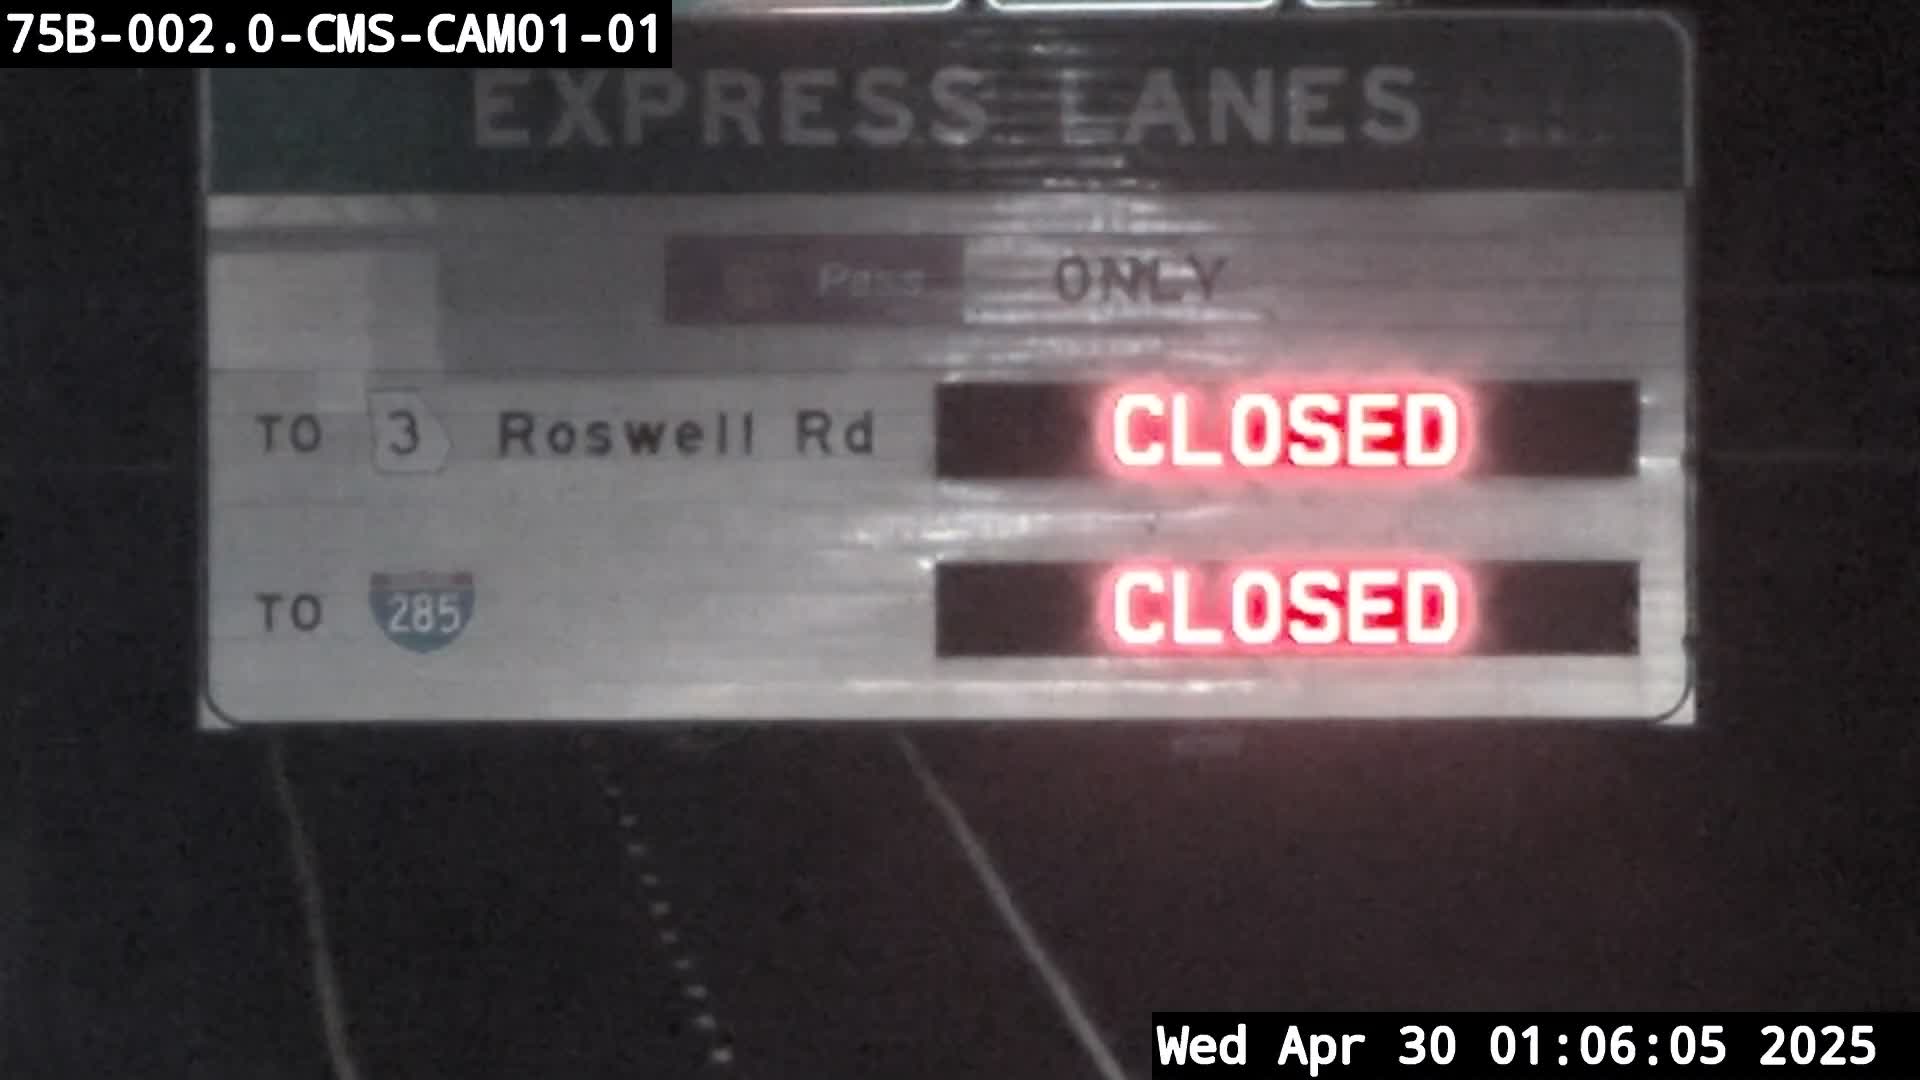 75B-002.0-CMS-CAM01-01
EXPRESS LANES
Pass ONLY
TO 3 Roswell Rd CLOSED
TO 285 CLOSED
Wed Apr 30 01:06:05 2025